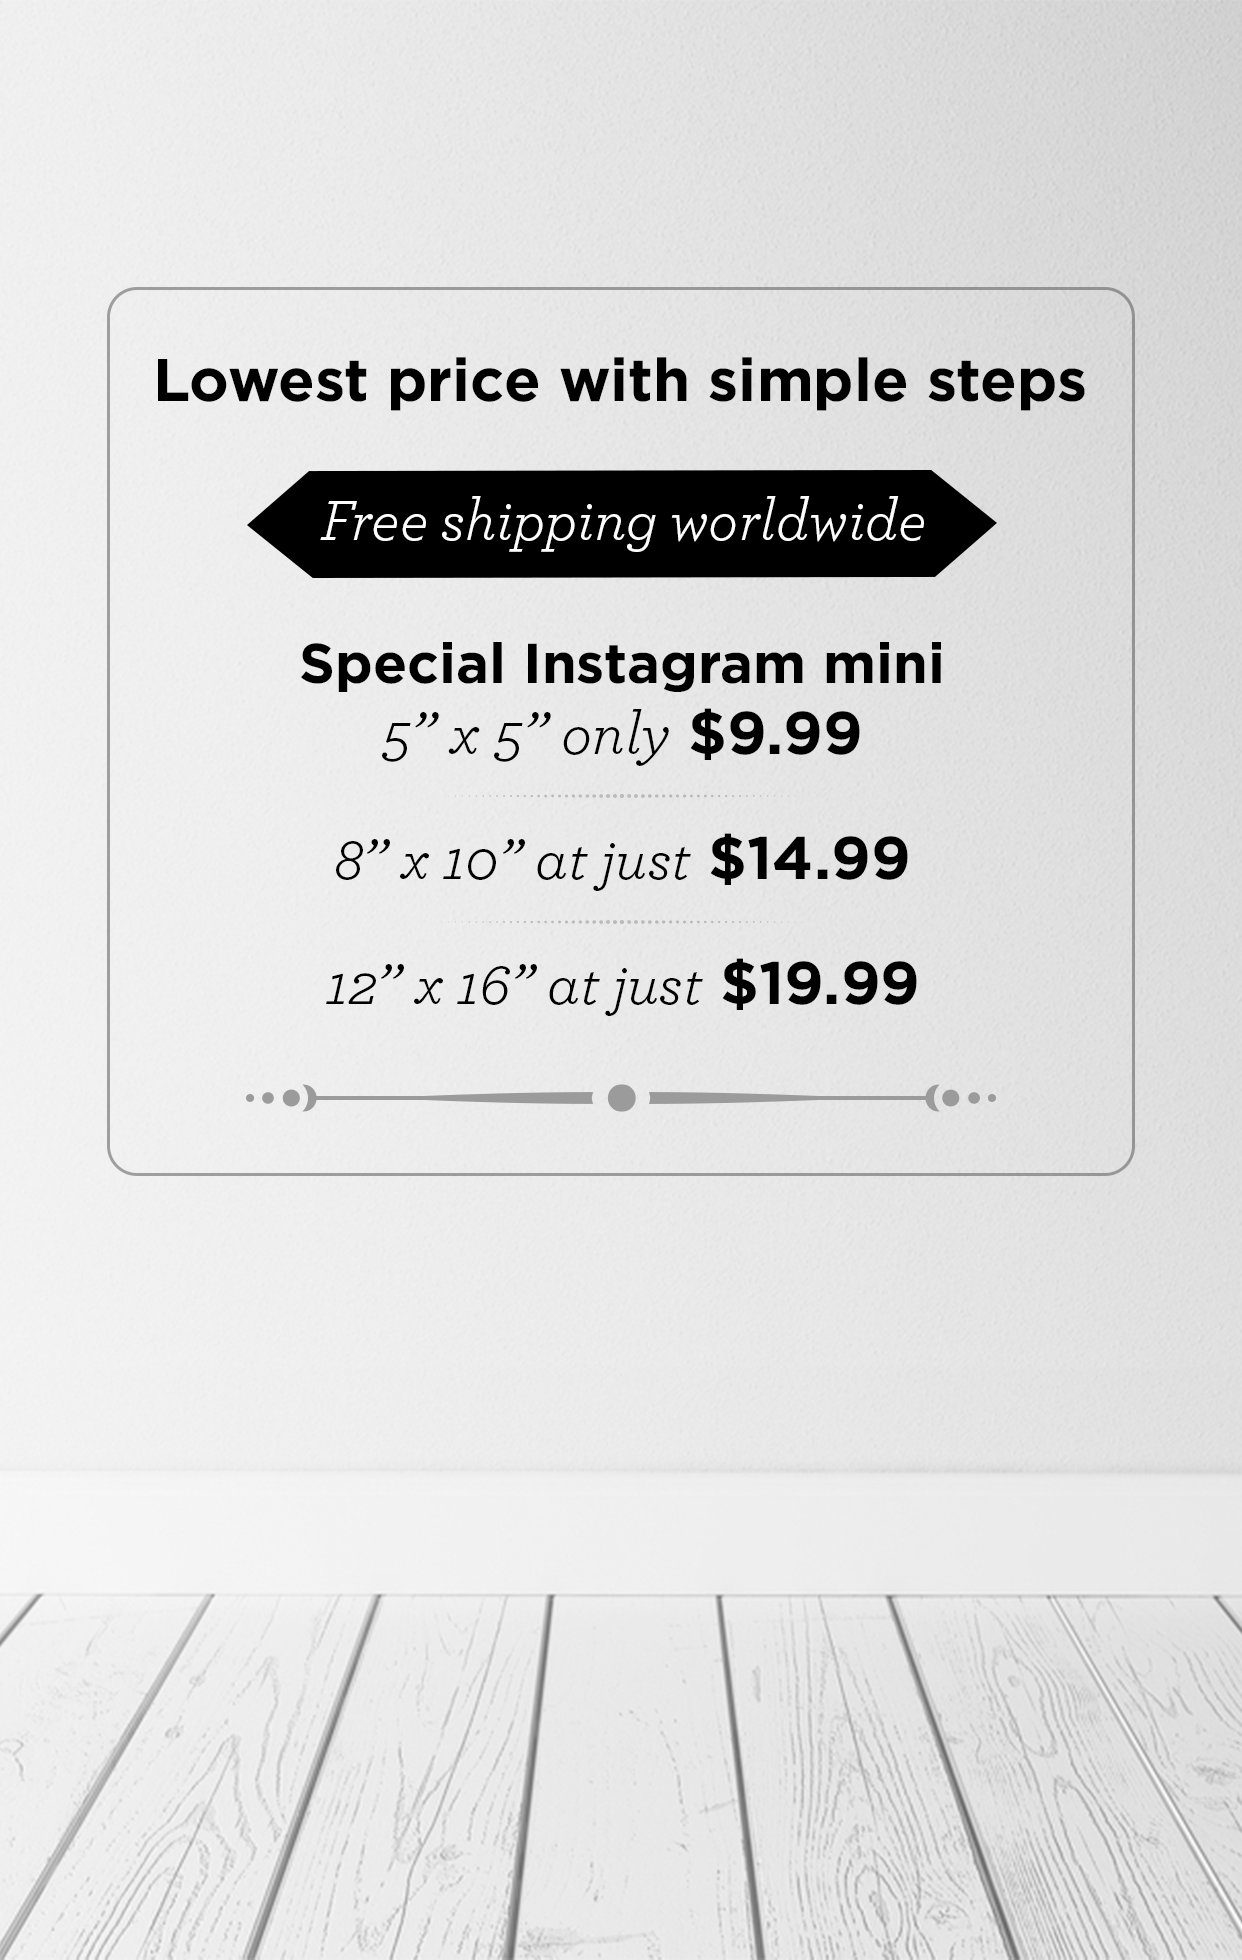 Lowest price with simple steps
Free shipping worldwide
Special Instagram mini
5” x 5” only $9.99
8” x 10” at just $14.99
12” x 16” at just $19.99